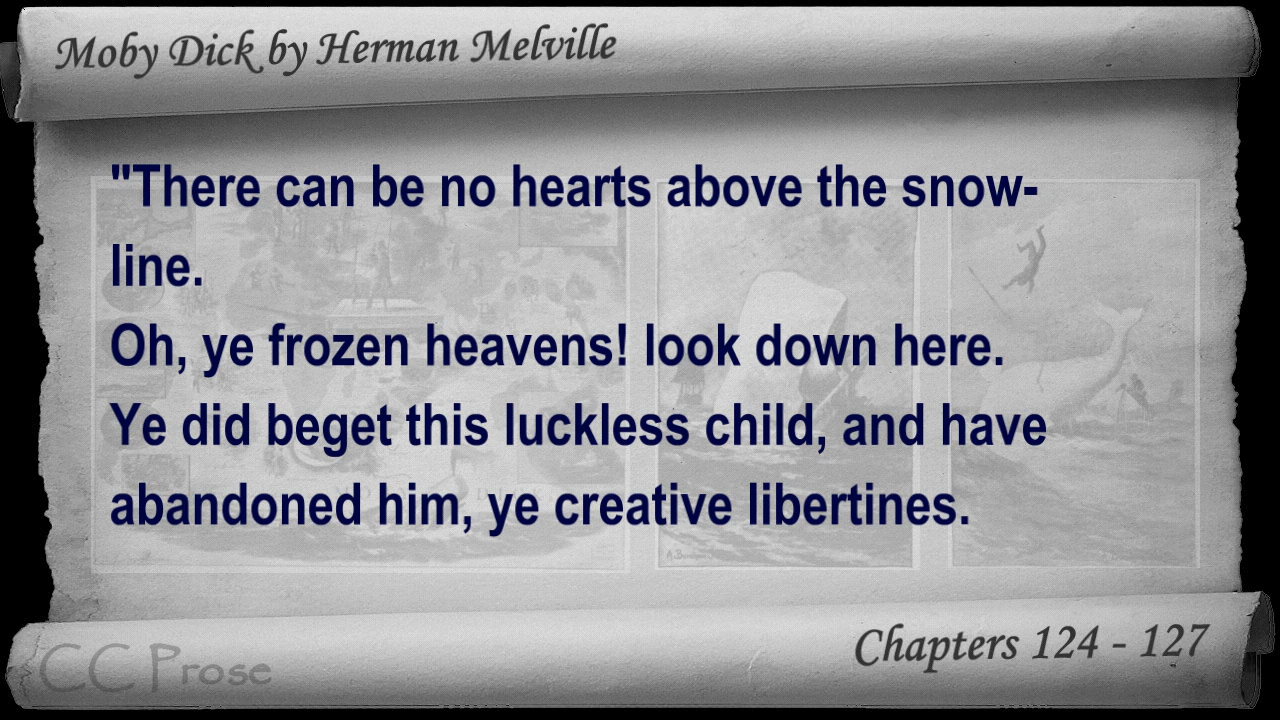 Moby Dick by Herman Melville
"There can be no hearts above the snow-
line.
Oh, ye frozen heavens! look down here.
Ye did beget this luckless child, and have
abandoned him, ye creative libertines.
Chapters 124 - 127
CC Prose